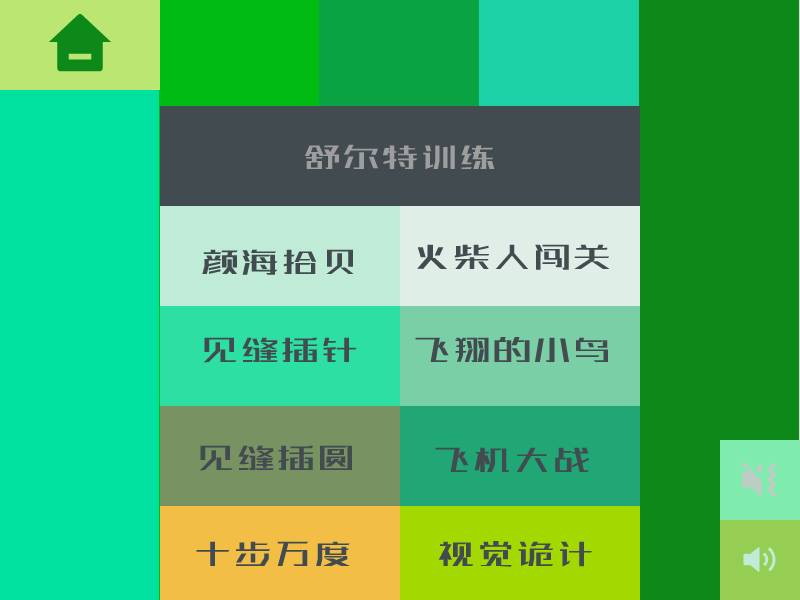 舒尔特训练
颜海拾贝
火柴人闯关
见缝插针
飞翔的小鸟
见缝插圆
飞机大战
十步万度
视觉诡计